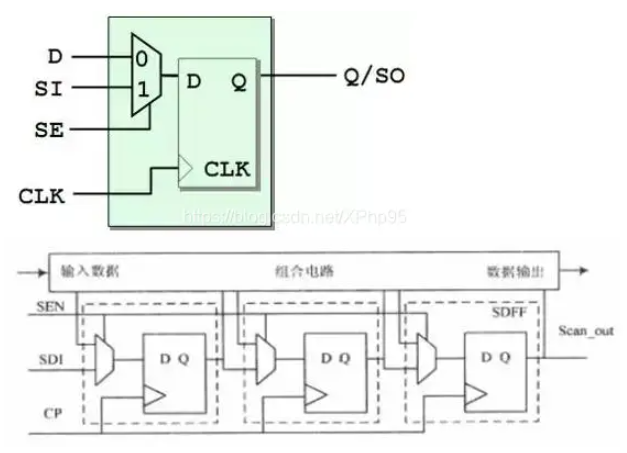 D
0
SI
1
D Q
Q/SO
SE
CLK
CLK
https://blog.csdn.net/XPnp95
输入数据 组合电路 数据输出
SEN
SDFF
Scan_out
SDI
D Q
D Q
D Q
CP